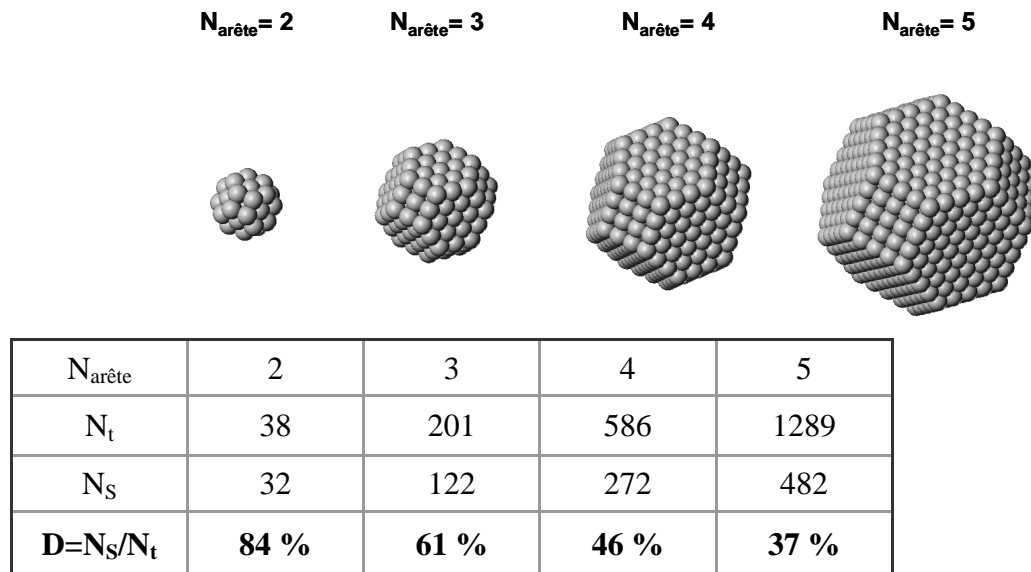 Narête= 2 Narête= 3 Narête= 4 Narête= 5
Narête 2 3 4 5
Nt 38 201 586 1289
NS 32 122 272 482
D=NS/Nt 84 % 61 % 46 % 37 %